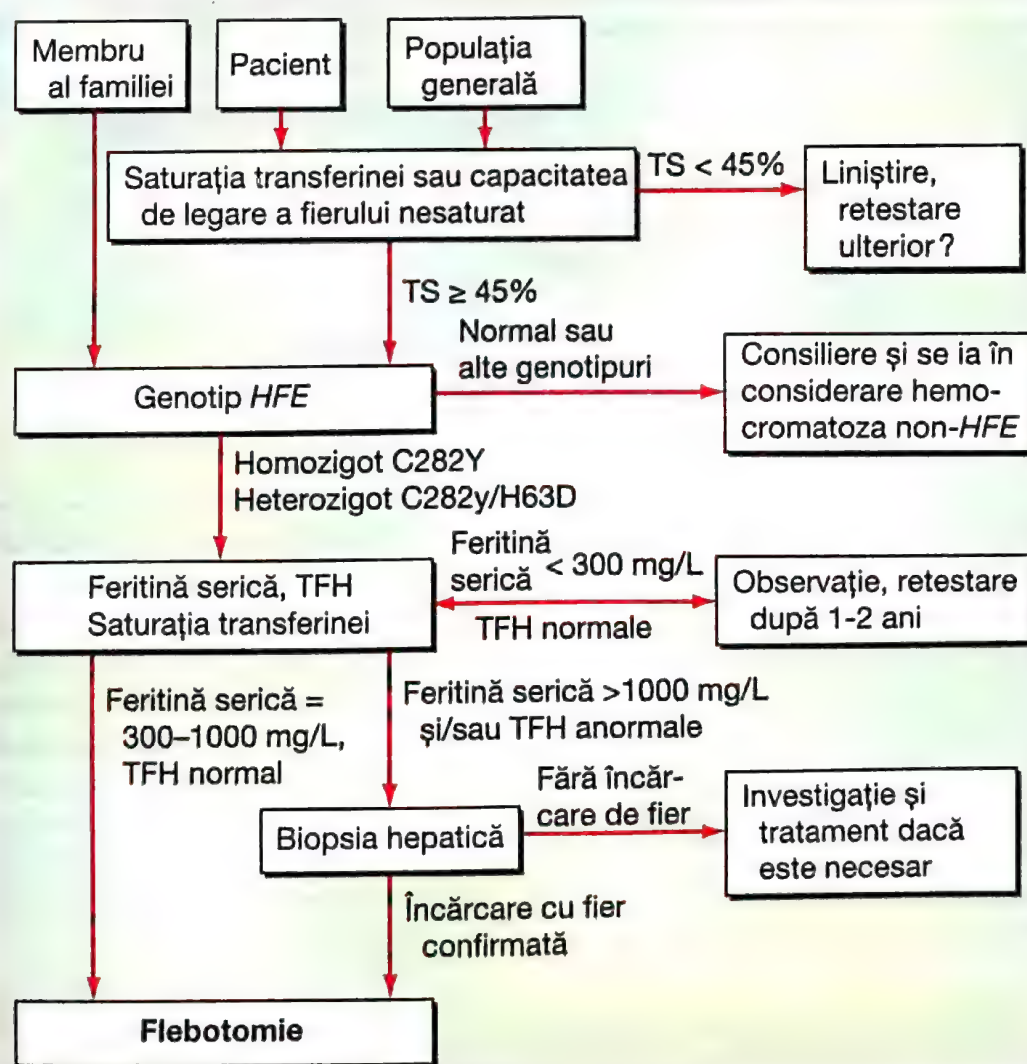 Membru
al familiei
Pacient
Populația
generală
Saturația transferinei sau capacitatea
de legare a fierului nesaturat
TS < 45%
Liniștire,
retestare
ulterior?
TS ≥ 45%
Normal sau
alte genotipuri
Genotip HFE
Consiliere și se ia în
considerare hemo-
cromatoza non-HFE
Homozigot C282Y
Heterozigot C282y/H63D
Feritină serică, TFH
Saturația transferinei
Feritină
serică < 300 mg/L
TFH normale
Observație, retestare
după 1-2 ani
Feritină serică =
300–1000 mg/L,
TFH normal
Feritină serică >1000 mg/L
și/sau TFH anormale
Biopsia hepatică
Fără încăr-
care de fier
Investigație și
tratament dacă
este necesar
Încărcare cu fier
confirmată
Flebotomie